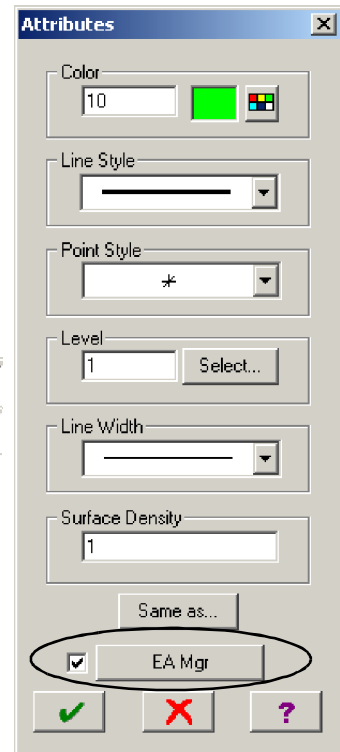 Attributes
Color
10
Line Style
Point Style
Level
1
Select...
Line Width
Surface Density
1
Same as...
EA Mgr
?